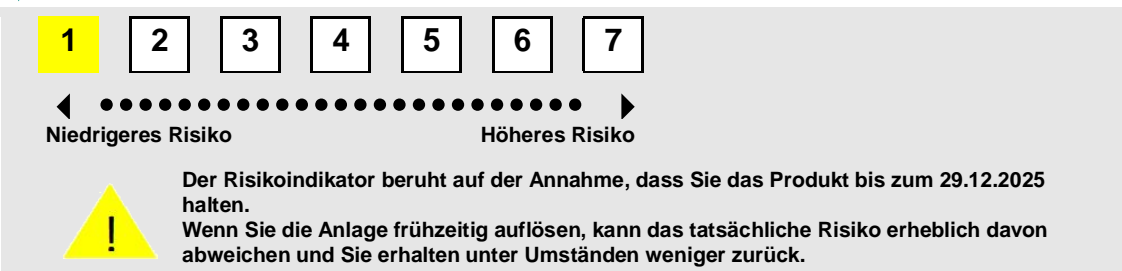 1 2 3 4 5 6 7
Niedrigeres Risiko Höheres Risiko
Der Risikoindikator beruht auf der Annahme, dass Sie das Produkt bis zum 29.12.2025
halten.
Wenn Sie die Anlage frühzeitig auflösen, kann das tatsächliche Risiko erheblich davon
abweichen und Sie erhalten unter Umständen weniger zurück.
!